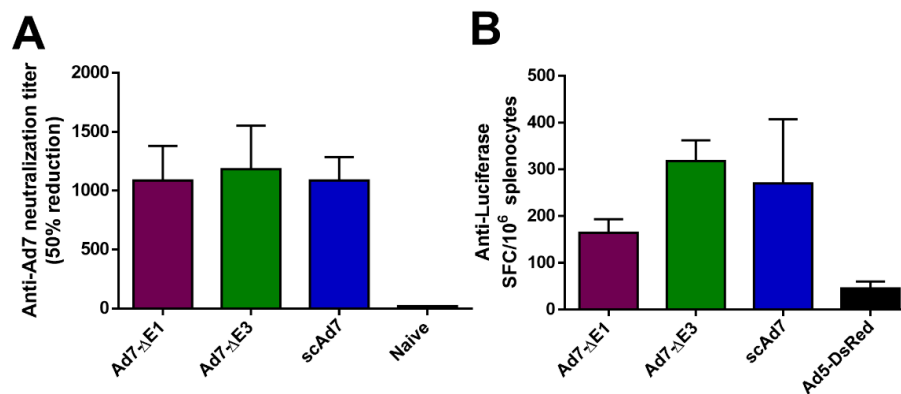 A
Anti-Ad7 neutralization titer
(50% reduction)
2000
1500
1000
500
0
Ad7-ΔE1
Ad7-ΔE3
scAd7
Naive
B
Anti-Luciferase
SFC/10⁶ splenocytes
500
400
300
200
100
0
Ad7-ΔE1
Ad7-ΔE3
scAd7
Ad5-DsRed